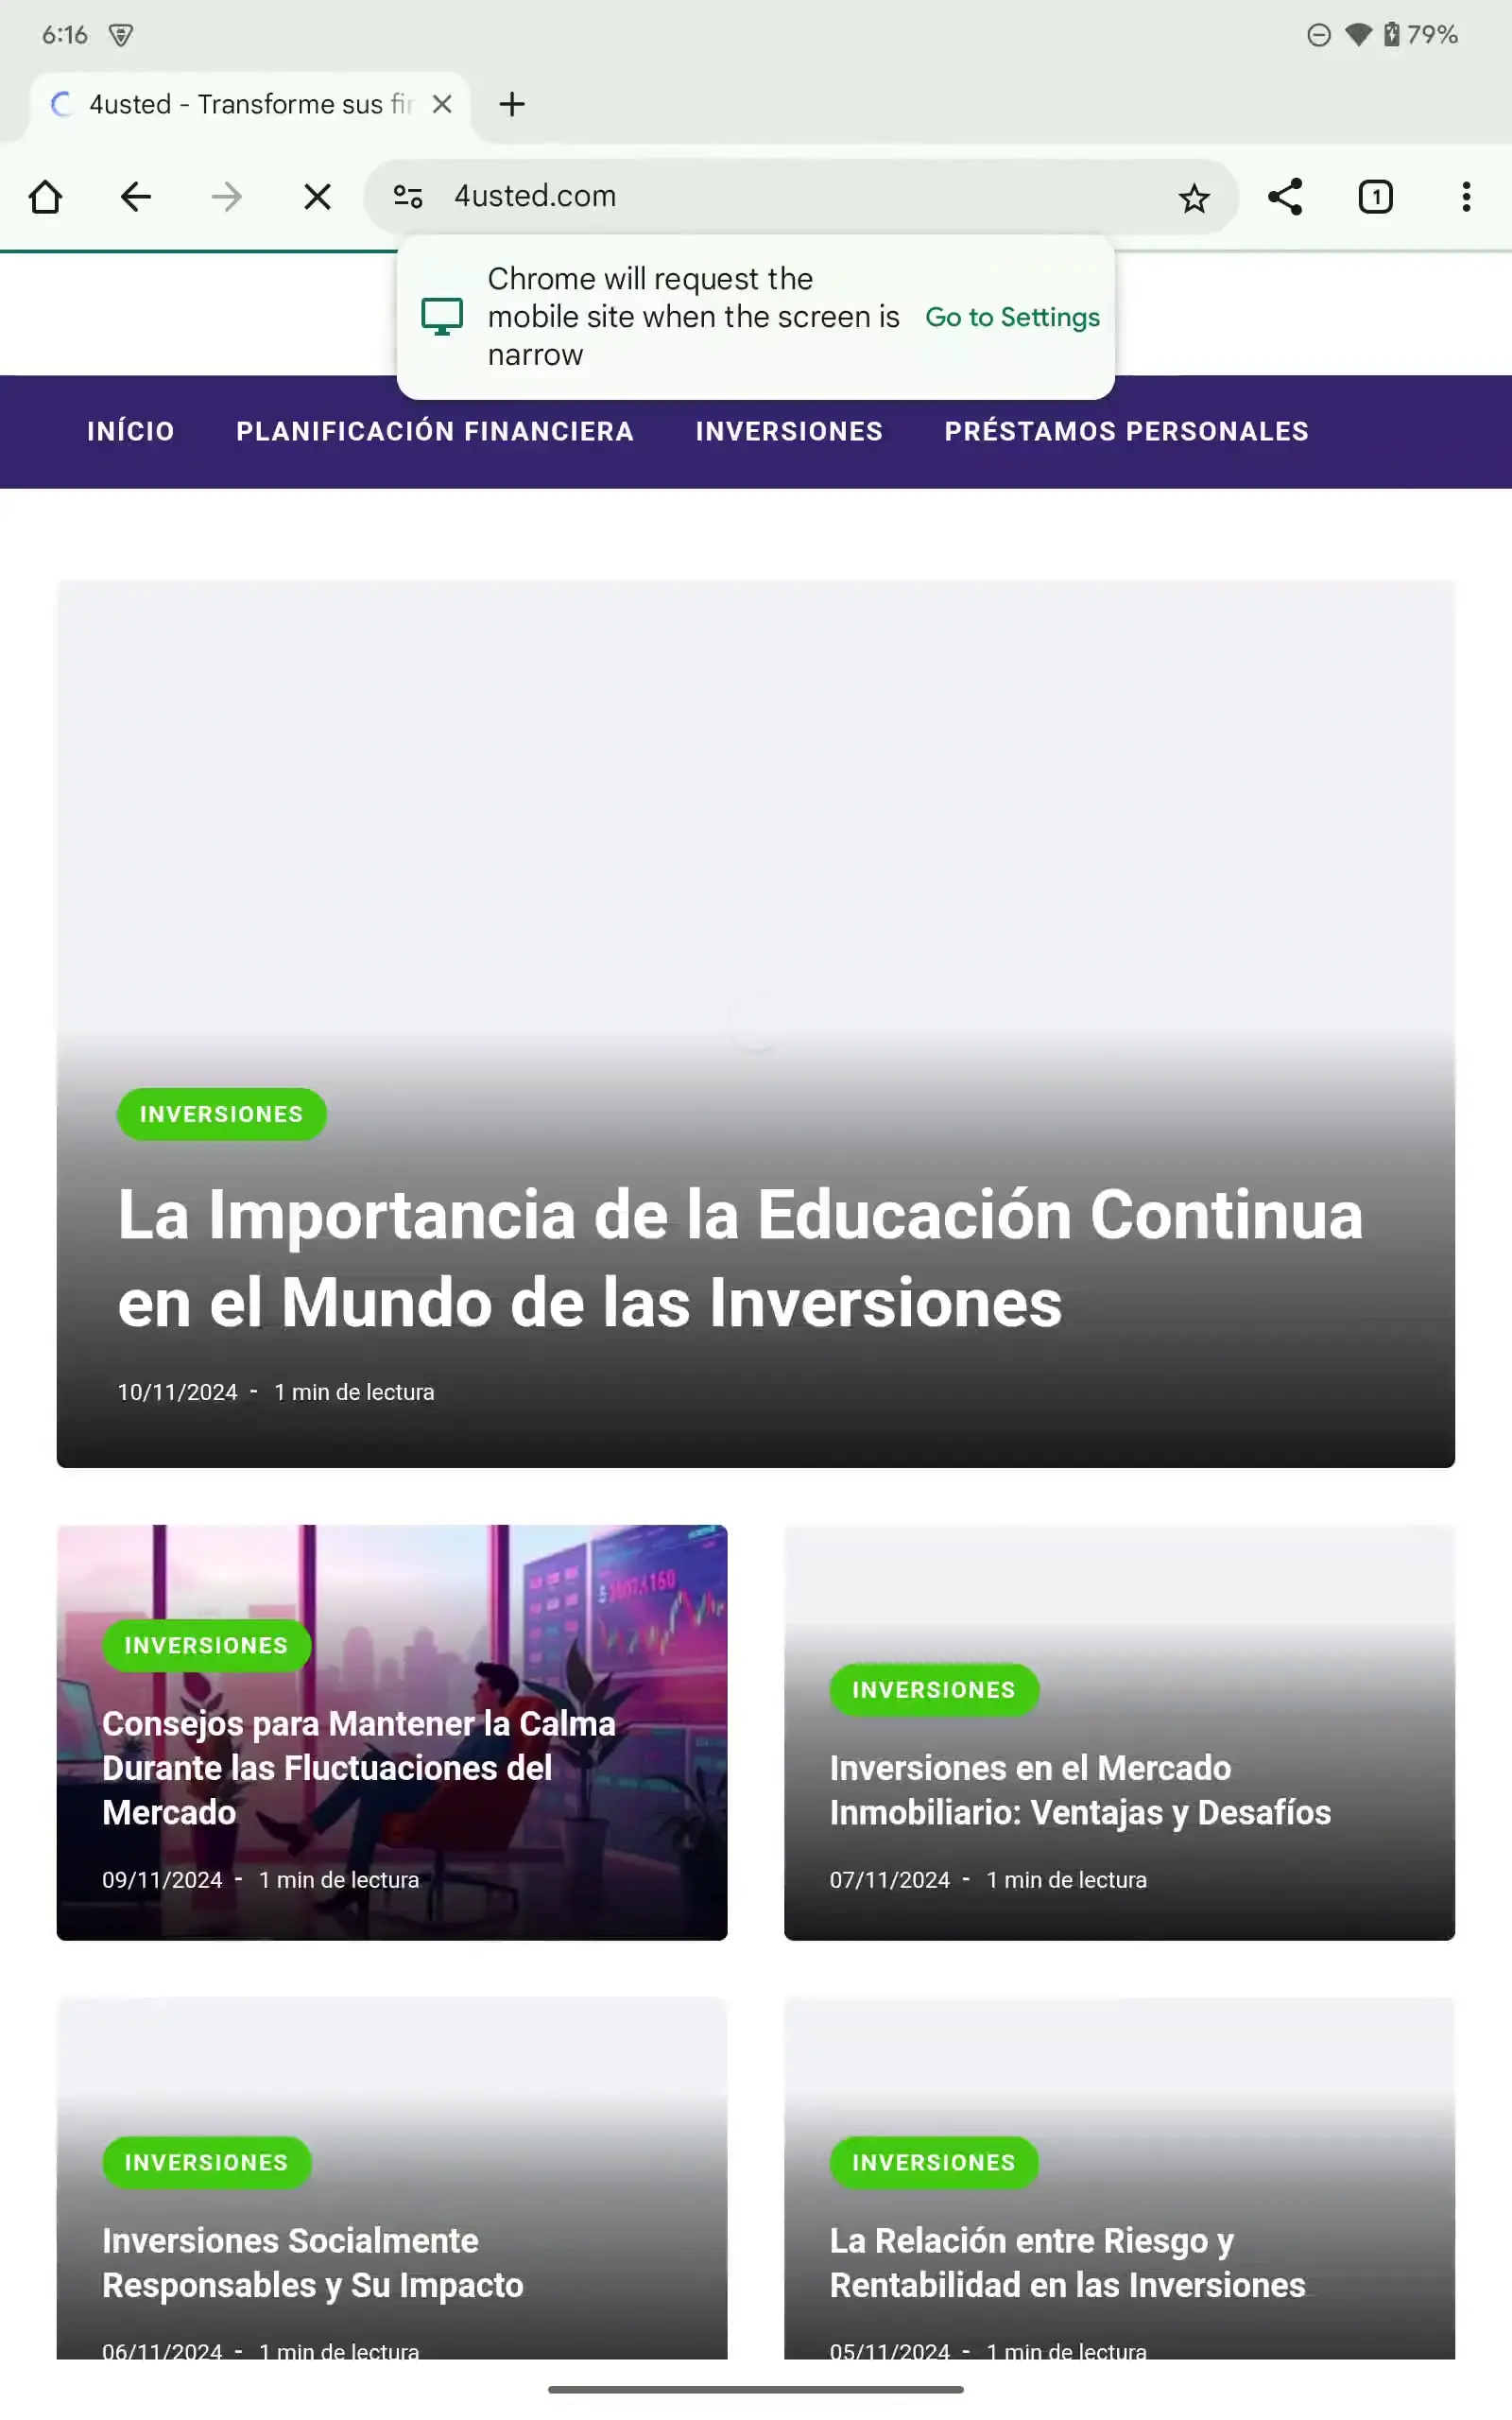 6:16
79%
4usted - Transforme sus fin
4usted.com
1
Chrome will request the
mobile site when the screen is
narrow
Go to Settings
INÍCIO PLANIFICACIÓN FINANCIERA INVERSIONES PRÉSTAMOS PERSONALES
INVERSIONES
La Importancia de la Educación Continua
en el Mundo de las Inversiones
10/11/2024 - 1 min de lectura
INVERSIONES
Consejos para Mantener la Calma
Durante las Fluctuaciones del
Mercado
09/11/2024 - 1 min de lectura
INVERSIONES
Inversiones en el Mercado
Inmobiliario: Ventajas y Desafíos
07/11/2024 - 1 min de lectura
INVERSIONES
Inversiones Socialmente
Responsables y Su Impacto
06/11/2024 - 1 min de lectura
INVERSIONES
La Relación entre Riesgo y
Rentabilidad en las Inversiones
05/11/2024 - 1 min de lectura